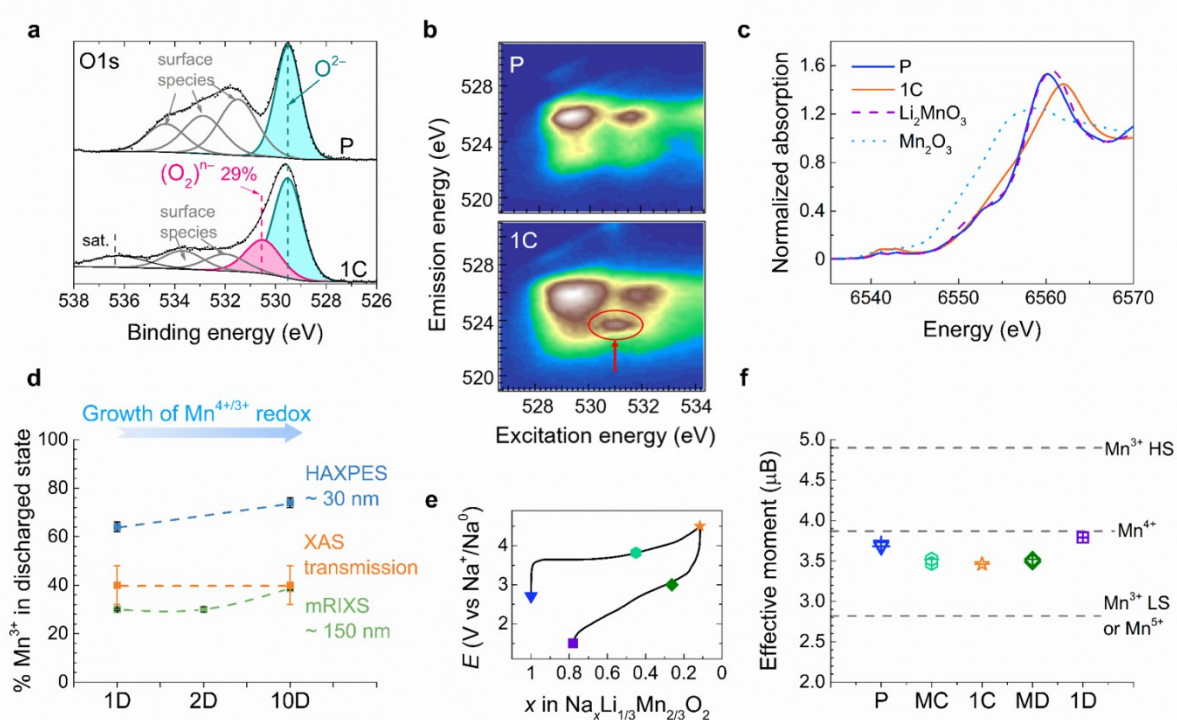 a
O1s
surface
species
O²⁻
P
(O₂)ⁿ⁻ 29%
surface
species
sat.
1C
538 536 534 532 530 528 526
Binding energy (eV)
b
P
528
526
524
522
520
1C
528
526
524
522
520
528 530 532 534
Emission energy (eV)
Excitation energy (eV)
c
P
1C
Li₂MnO₃
Mn₂O₃
1.6
1.2
0.8
0.4
0
6540 6550 6560 6570
Normalized absorption
Energy (eV)
d
Growth of Mn⁴⁺/³⁺ redox
100
80
60
40
20
0
HAXPES
~ 30 nm
XAS
transmission
mRIXS
~ 150 nm
1D 2D 10D
% Mn³⁺ in discharged state
e
4
3
2
1 0.8 0.6 0.4 0.2 0
E (V vs Na⁺/Na⁰)
x in NaₓLi₁/₃Mn₂/₃O₂
f
5.0
4.5
4.0
3.5
3.0
2.5
Mn³⁺ HS
Mn⁴⁺
Mn³⁺ LS
or Mn⁵⁺
P MC 1C MD 1D
Effective moment (μB)